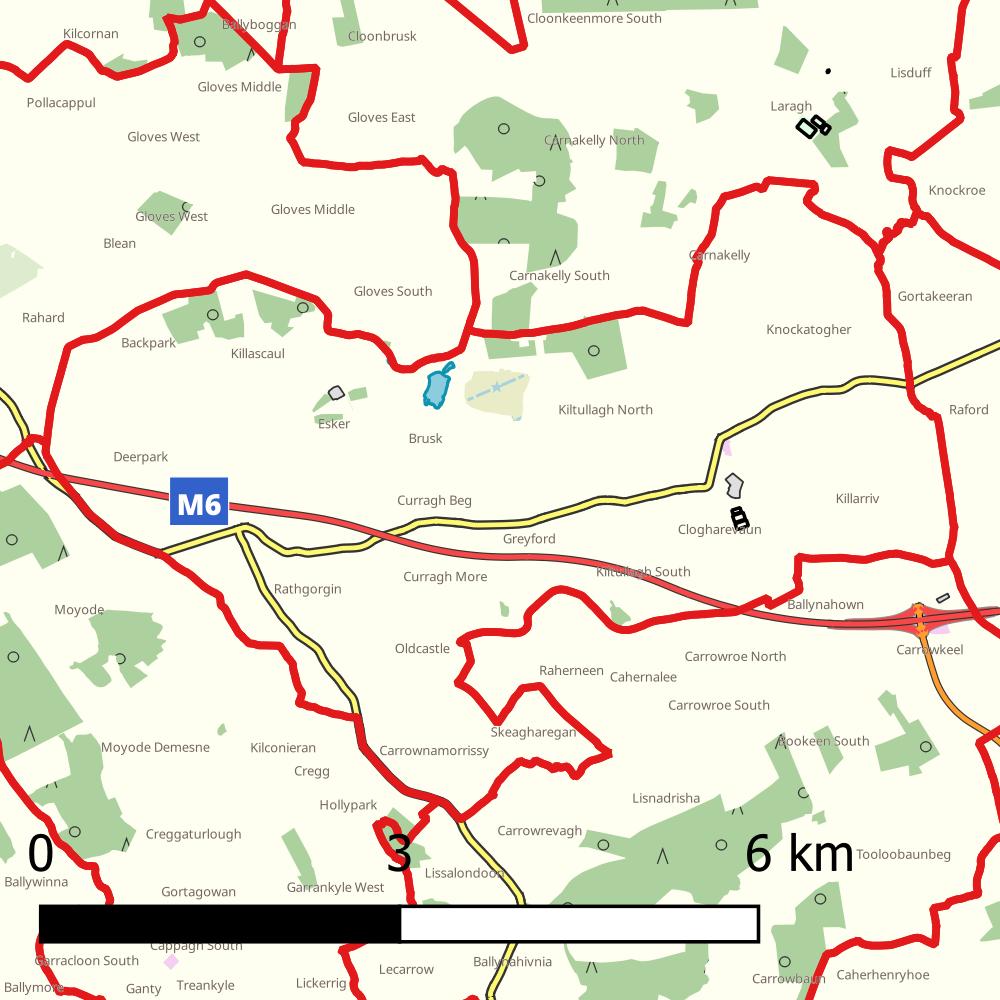 Cloonkeenmore South
Ballyboggan
Kilcornan
Cloonbrusk
Lisduff
Gloves Middle
Pollacappul
Laragh
Gloves East
Gloves West
Carnakelly North
Knockroe
Gloves Middle
Gloves West
Blean
Carnakelly
Carnakelly South
Gloves South
Gortakeeran
Rahard
Knockatogher
Backpark
Killascaul
Kiltullagh North
Raford
Esker
Brusk
Deerpark
M6
Curragh Beg
Killarriv
Clogharevaun
Greyford
Kiltullagh South
Curragh More
Rathgorgin
Ballynahown
Moyode
Oldcastle
Carrowkeel
Carrowroe North
Raherneen
Cahernalee
Carrowroe South
Skeagharegan
Bookeen South
Moyode Demesne
Kilconieran
Carrownamorrissy
Cregg
Lisnadrisha
Hollypark
Carrowrevagh
Creggaturlough
0 3 6 km
Tooloobaunbeg
Lissalondoon
Ballywinna
Garrankyle West
Gortagowan
Cappagh South
Garracloon South
Ballynahivnia
Lecarrow
Caherhenryhoe
Carrowbaun
Lickerrig
Treankyle
Ganty
Ballymore